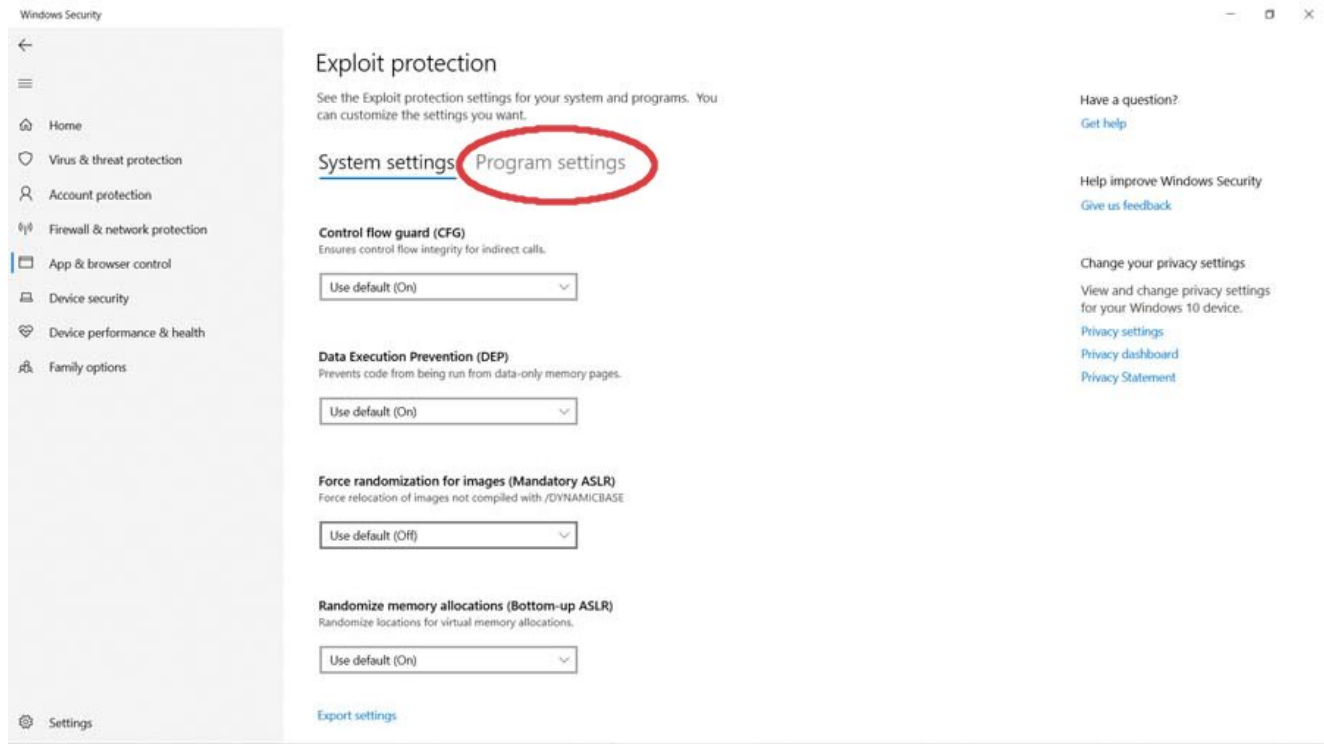 Windows Security
Home
Virus & threat protection
Account protection
Firewall & network protection
App & browser control
Device security
Device performance & health
Family options
Settings
Exploit protection
See the Exploit protection settings for your system and programs. You
can customize the settings you want.
System settings Program settings
Control flow guard (CFG)
Ensures control flow integrity for indirect calls.
Use default (On)
Data Execution Prevention (DEP)
Prevents code from being run from data-only memory pages.
Use default (On)
Force randomization for images (Mandatory ASLR)
Force relocation of images not compiled with /DYNAMICBASE
Use default (Off)
Randomize memory allocations (Bottom-up ASLR)
Randomize locations for virtual memory allocations.
Use default (On)
Export settings
Have a question?
Get help
Help improve Windows Security
Give us feedback
Change your privacy settings
View and change privacy settings
for your Windows 10 device.
Privacy settings
Privacy dashboard
Privacy Statement